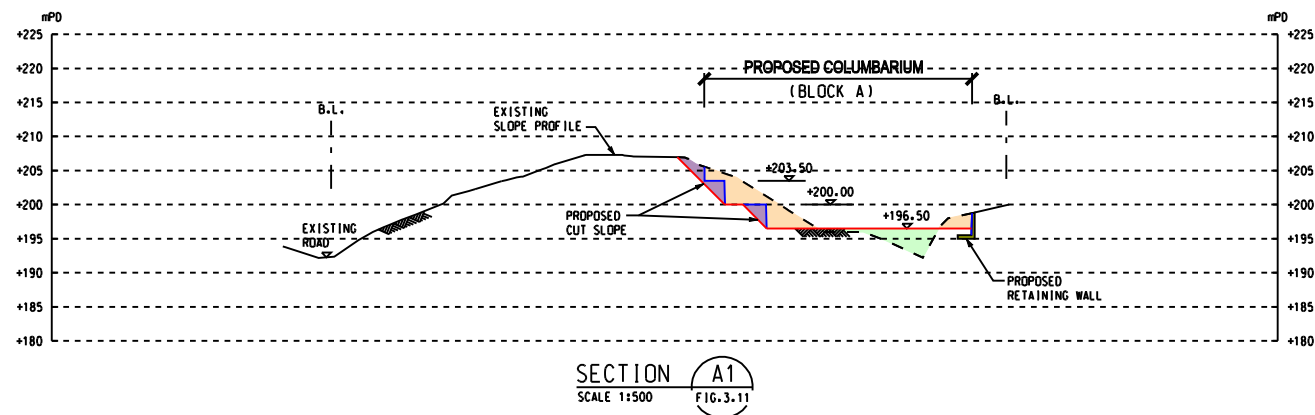 mPD
mPD
+225
+225
+220
+220
+215
+215
+210
+210
+205
+205
+200
+200
+195
+195
+190
+190
+185
+185
+180
+180
PROPOSED COLUMBARIUM
(BLOCK A)
B.L.
B.L.
EXISTING
SLOPE PROFILE
+203.50
+200.00
+196.50
PROPOSED
CUT SLOPE
EXISTING
ROAD
PROPOSED
RETAINING WALL
SECTION A1
SCALE 1:500 FIG.3.11